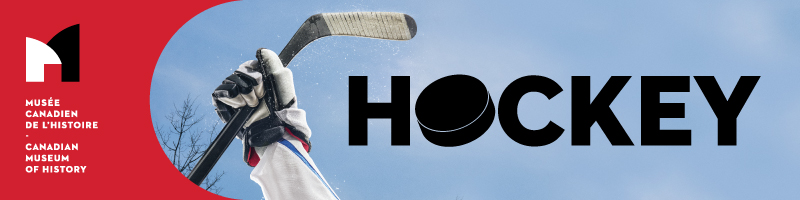 MUSÉE
CANADIEN
DE L'HISTOIRE
CANADIAN
MUSEUM
OF HISTORY
HOCKEY